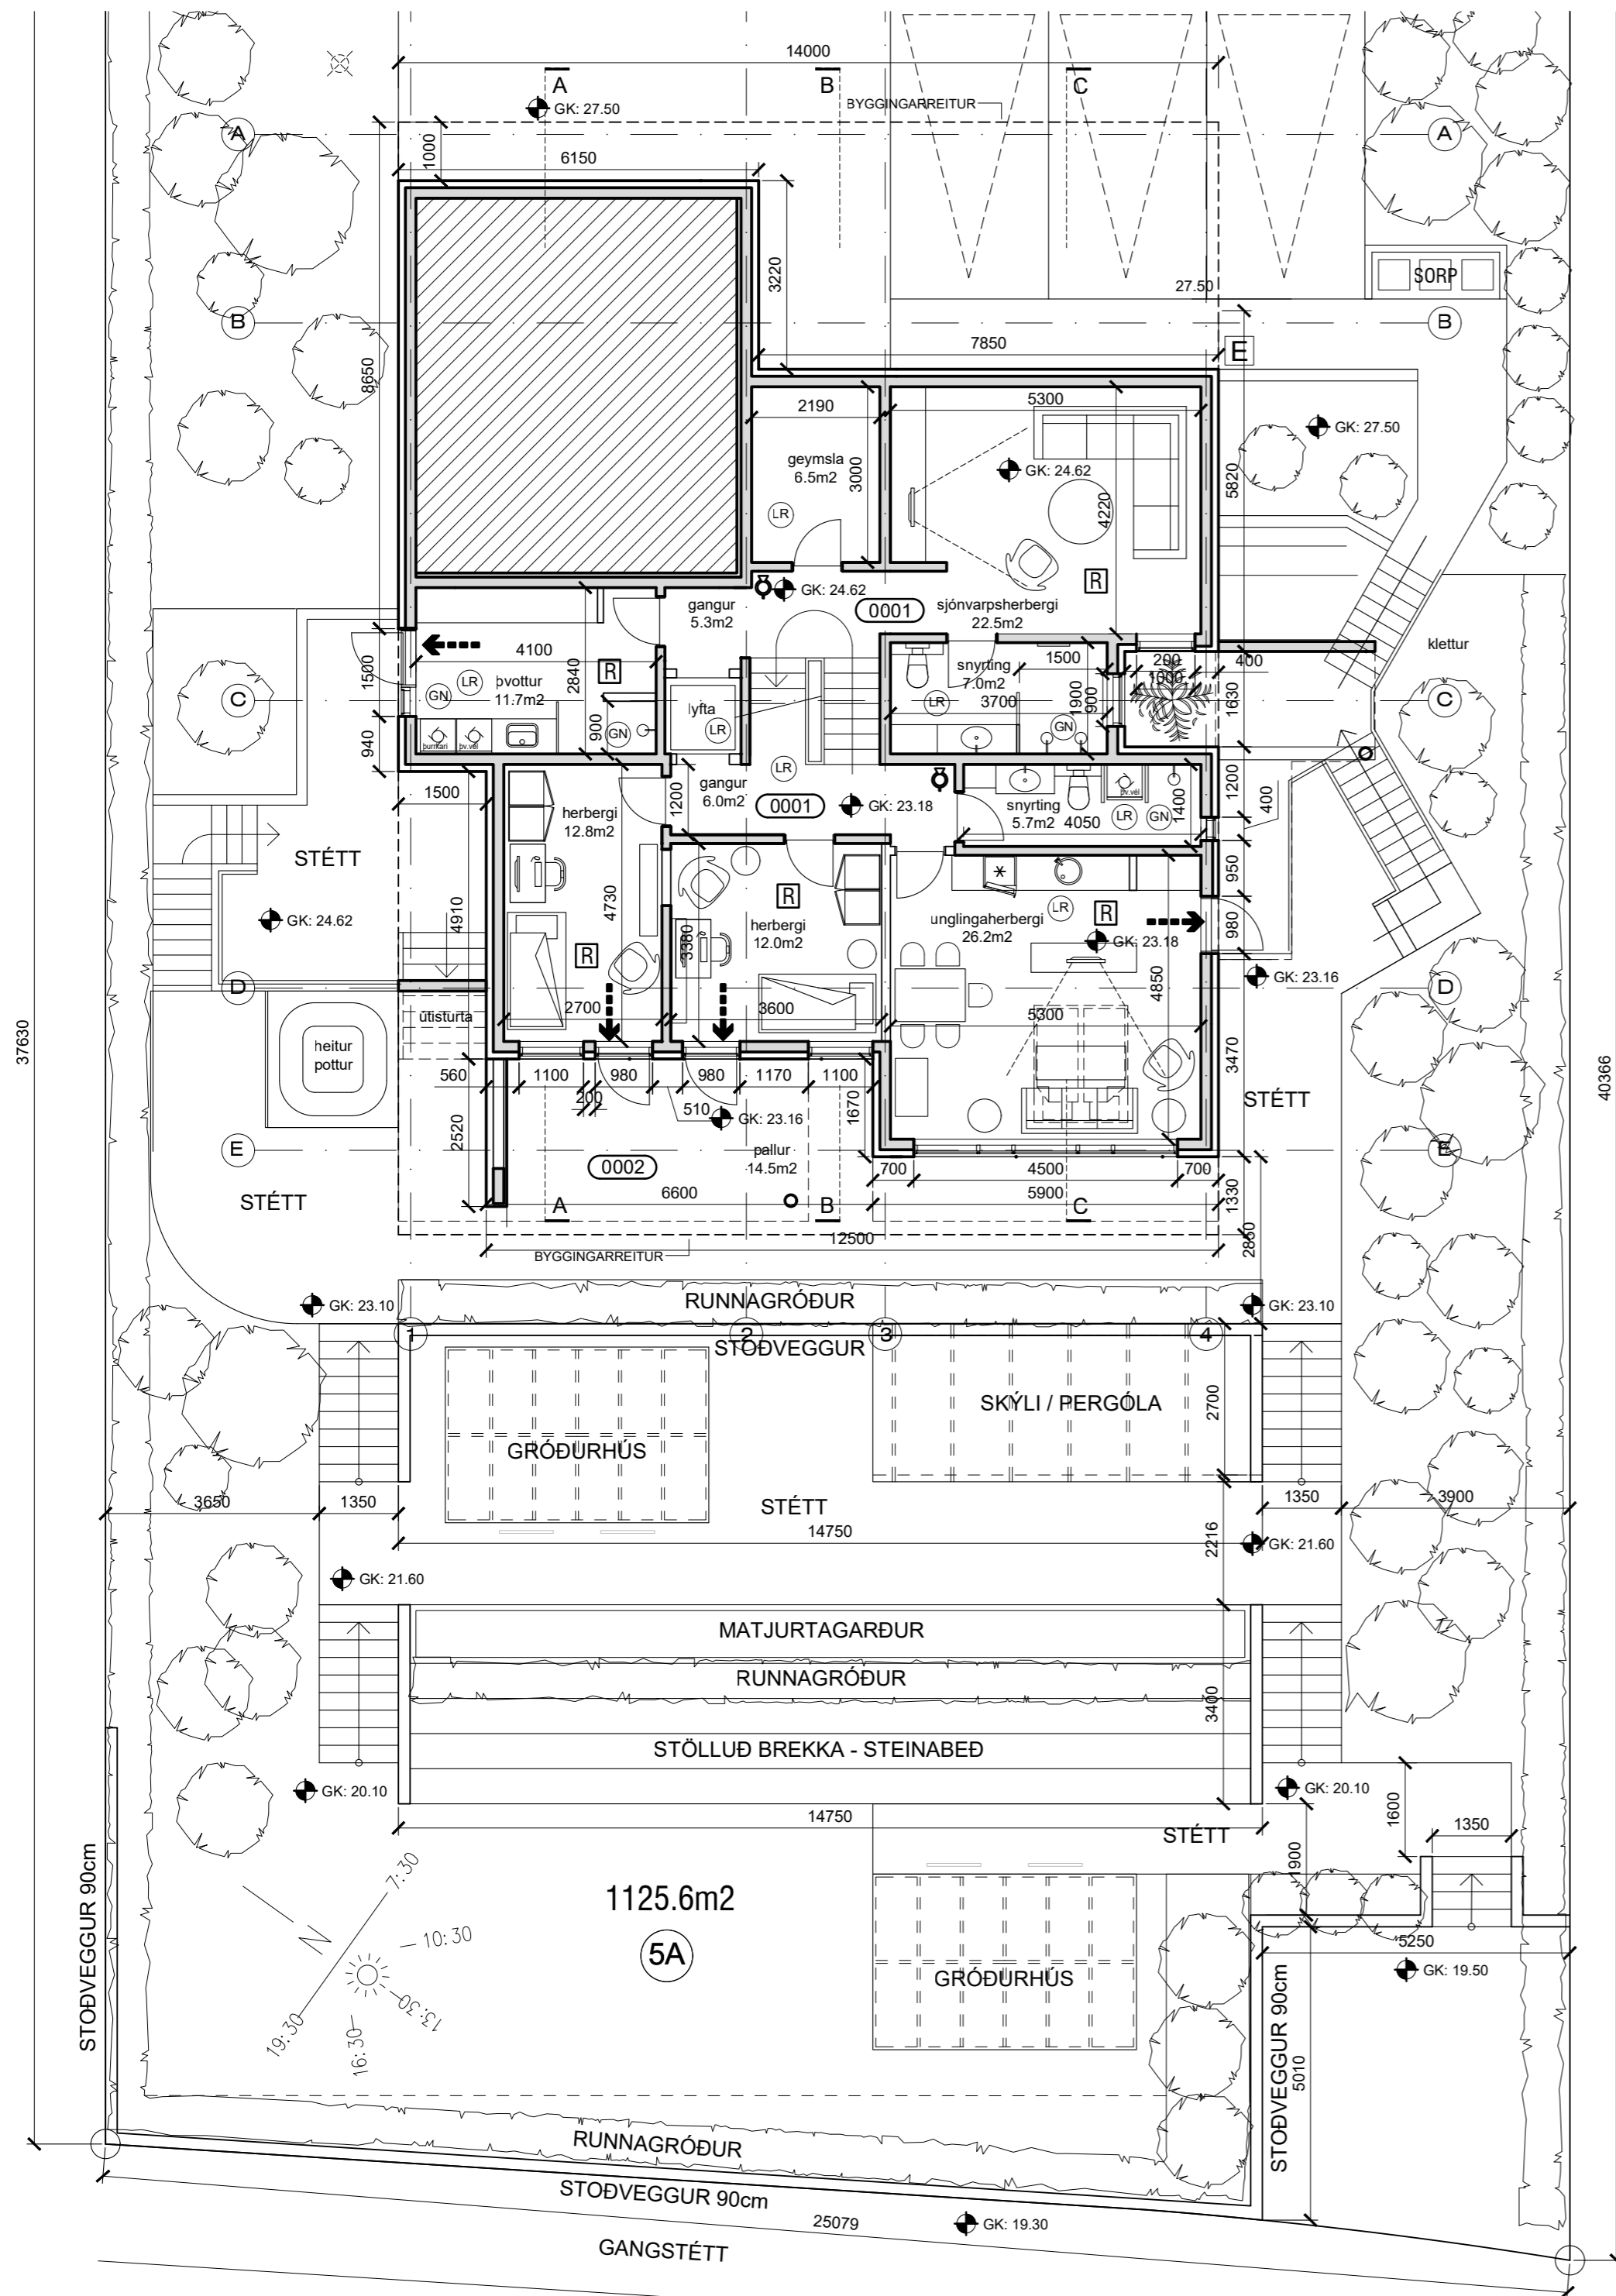 14000
A
B
C
GK: 27.50
BYGGINGARREITUR
A
A
1000
6150
3220
27.50
SORP
B
B
8650
7850
E
2190
5300
GK: 27.50
geymsla
6.5m2
3000
GK: 24.62
4220
5820
LR
R
GK: 24.62
gangur
5.3m2
0001
sjónvarpsherbergi
22.5m2
klettur
1500
4100
2840
R
snyrting
7.0m2
1500
200
400
1000
GN
LR
þvottur
11.7m2
lyfta
LR
LR
3700
1900
900
1630
C
C
900
GN
GN
940
þurrkari
þv.vél
LR
1500
herbergi
12.8m2
1200
gangur
6.0m2
0001
GK: 23.18
snyrting
5.7m2
4050
þv.vél
LR
GN
1400
1200
400
STÉTT
950
4910
4730
R
herbergi
12.0m2
unglingaherbergi
26.2m2
LR
R
980
GK: 24.62
3380
R
GK: 23.18
GK: 23.16
4850
D
D
útisturta
2700
3600
5300
heitur
pottur
3470
37630
40366
560
1100
980
980
1170
1100
STÉTT
200
510
GK: 23.16
1670
2520
E
pallur
14.5m2
E
0002
700
4500
700
STÉTT
6600
5900
1330
A
B
C
12500
2850
BYGGINGARREITUR
RUNNAGRÓÐUR
GK: 23.10
GK: 23.10
1
2
3
4
STOÐVEGGUR
SKÝLI / PERGÓLA
2700
GRÓÐURHÚS
3650
1350
STÉTT
1350
3900
14750
2216
GK: 21.60
GK: 21.60
MATJURTAGARÐUR
RUNNAGRÓÐUR
3400
STÖLLUÐ BREKKA - STEINABEÐ
GK: 20.10
GK: 20.10
1600
14750
STÉTT
1350
1900
STOÐVEGGUR 90cm
7:30
1125.6m2
N
10:30
5A
5250
GRÓÐURHÚS
GK: 19.50
13:30
19:30
16:30
STOÐVEGGUR 90cm
5010
RUNNAGRÓÐUR
STOÐVEGGUR 90cm
25079
GK: 19.30
GANGSTÉTT